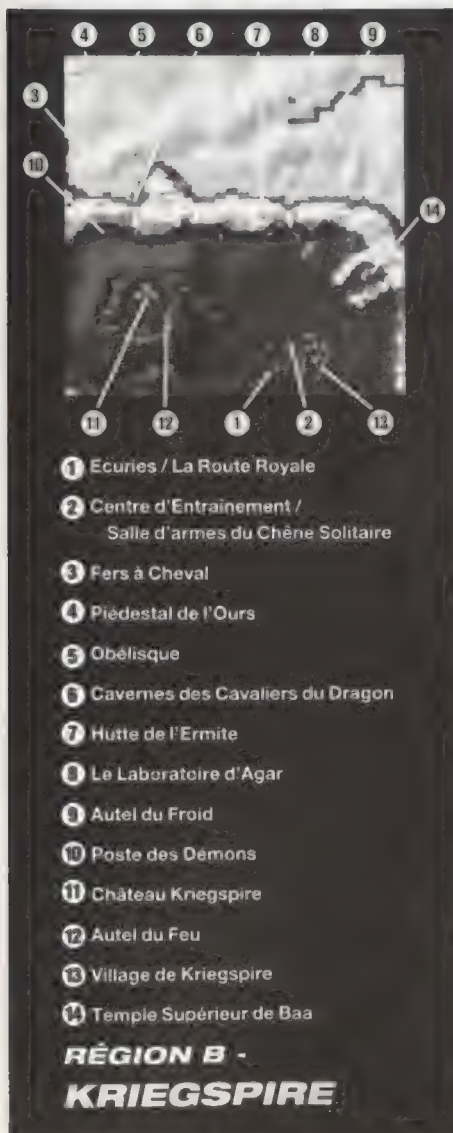 4 5 6 7 8 9
3
10
14
11 12 1 2 13
1 Ecuries / La Route Royale
2 Centre d'Entrainement /
Salle d'armes du Chêne Solitaire
3 Fers à Cheval
4 Piédestal de l'Ours
5 Obélisque
6 Cavernes des Cavaliers du Dragon
7 Hutte de l'Ermite
8 Le Laboratoire d'Agar
9 Autel du Froid
10 Poste des Démons
11 Château Kriegspire
12 Autel du Feu
13 Village de Kriegspire
14 Temple Supérieur de Baa
RÉGION B -
KRIEGSPIRE